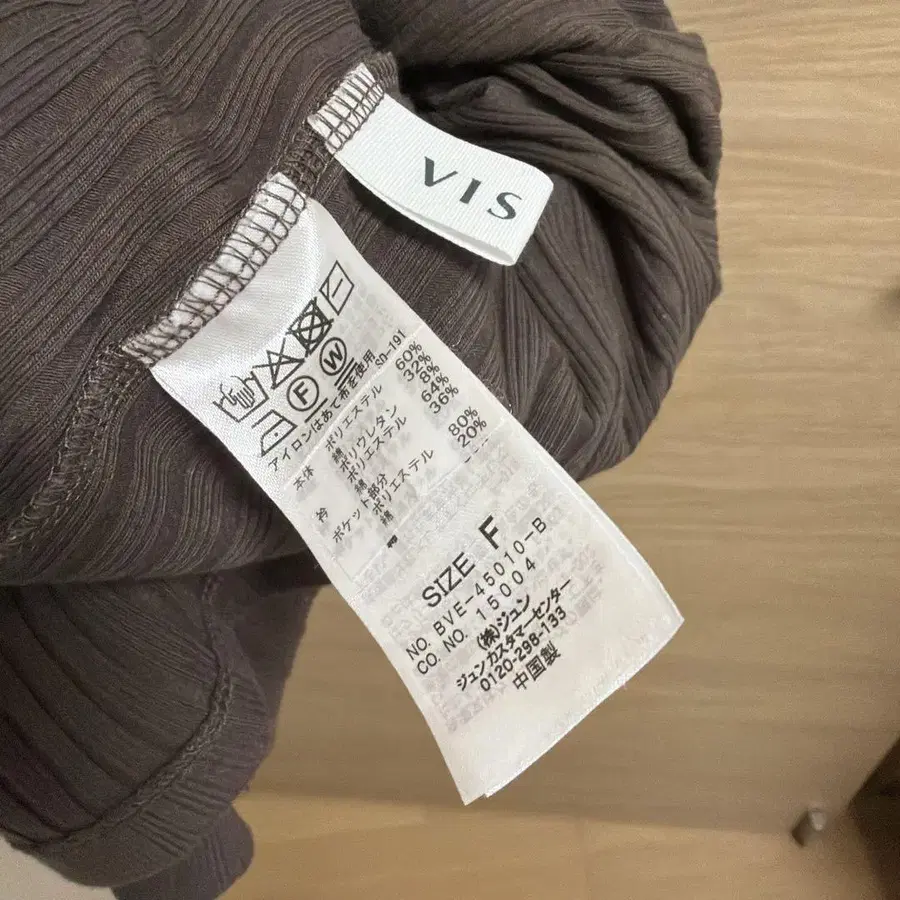 VIS
F W
アイロンはあて布を使用 SD-191
本体 ポリエステル 60%
綿 32%
ポリウレタン 8%
衿 ポリエステル 64%
綿 36%
ポケット部分
ポリエステル 80%
綿 20%
SIZE F
NO. BVE-45010-B
CO. NO. 15004
(株)ジュン
ジュンカスタマーセンター
0120-298-133
中国製